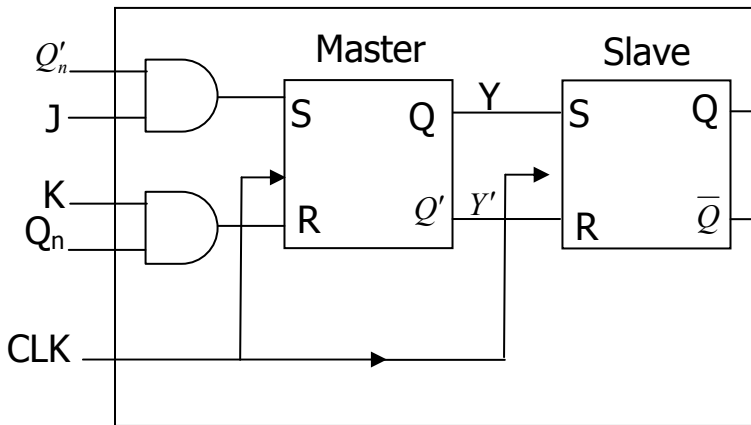 Master Slave
Q′n
J
S Q Y S Q
K
Qn
R Q′ Y′ R Q̅
CLK